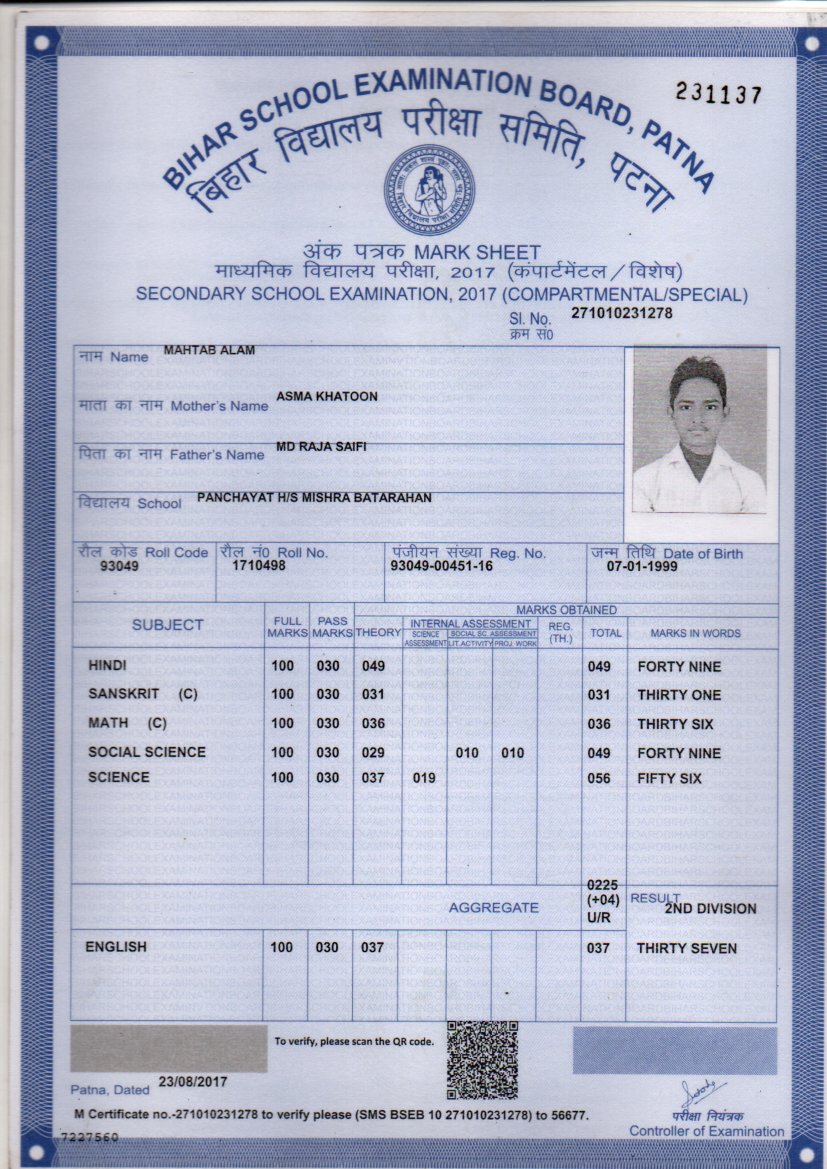 231137
BIHAR SCHOOL EXAMINATION BOARD, PATNA
बिहार विद्यालय परीक्षा समिति, पटना
अंक पत्रक MARK SHEET
माध्यमिक विद्यालय परीक्षा, 2017 (कंपार्टमेंटल/विशेष)
SECONDARY SCHOOL EXAMINATION, 2017 (COMPARTMENTAL/SPECIAL)
Sl. No. 271010231278
क्रम सं0
नाम Name MAHTAB ALAM
माता का नाम Mother's Name ASMA KHATOON
पिता का नाम Father's Name MD RAJA SAIFI
विद्यालय School PANCHAYAT H/S MISHRA BATARAHAN
रौल कोड Roll Code रौल नं0 Roll No. पंजीयन संख्या Reg. No. जन्म तिथि Date of Birth
93049 1710498 93049-00451-16 07-01-1999
MARKS OBTAINED
SUBJECT FULL MARKS PASS MARKS THEORY INTERNAL ASSESSMENT REG. (TH.) TOTAL MARKS IN WORDS
SCIENCE ASSESSMENT SOCIAL SC. ASSESSMENT
LIT.ACTIVITY PROJ. WORK
HINDI 100 030 049 049 FORTY NINE
SANSKRIT (C) 100 030 031 031 THIRTY ONE
MATH (C) 100 030 036 036 THIRTY SIX
SOCIAL SCIENCE 100 030 029 010 010 049 FORTY NINE
SCIENCE 100 030 037 019 056 FIFTY SIX
AGGREGATE 0225 (+04) U/R RESULT 2ND DIVISION
ENGLISH 100 030 037 037 THIRTY SEVEN
To verify, please scan the QR code.
Patna, Dated 23/08/2017
M Certificate no.-271010231278 to verify please (SMS BSEB 10 271010231278) to 56677.
परीक्षा नियंत्रक
7227560
Controller of Examination